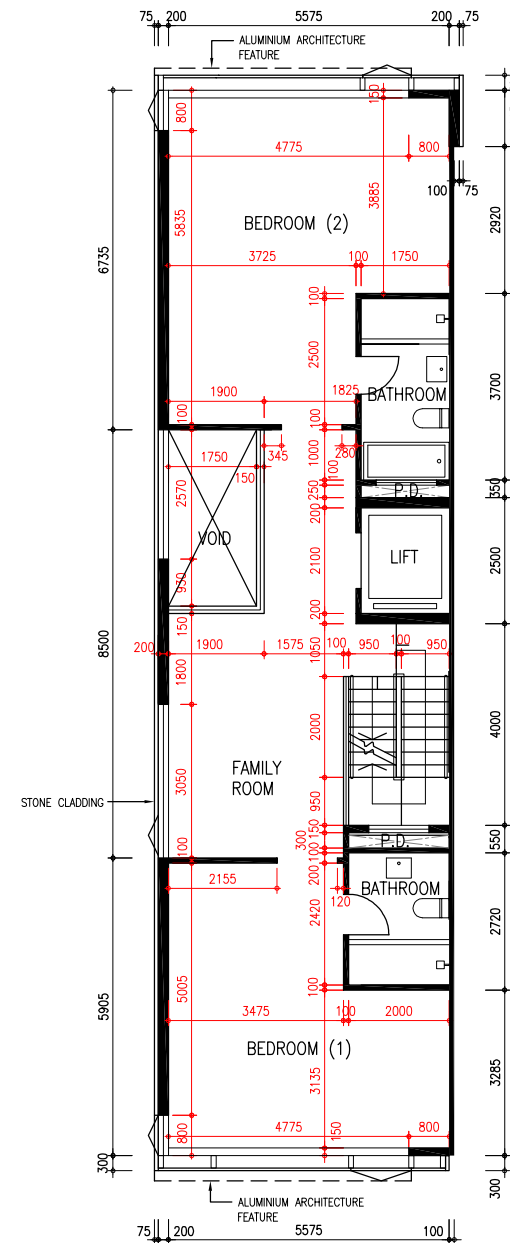 75 200 5575 200 75
ALUMINIUM ARCHITECTURE
FEATURE
150
800
4775 800
100 75
3885
2920
5835
BEDROOM (2)
6735
3725 100 1750
100
2500
3700
BATHROOM
1900 1825
100
100
1000
345 280
1750
150
100
2570
250
P.D.
350
200
VOID
LIFT
2500
2100
930
200
150
8500
200 1900 1575 100 950 100 950
1050
1800
4000
2000
FAMILY
ROOM
3050
STONE CLADDING
950
150
300
P.D.
550
100
100
200
BATHROOM
2155 120
2420
2720
5005
100
3475 100 2000
5905
BEDROOM (1)
3135
3285
4775 800
150
800
300
300
ALUMINIUM ARCHITECTURE
FEATURE
75 200 5575 100